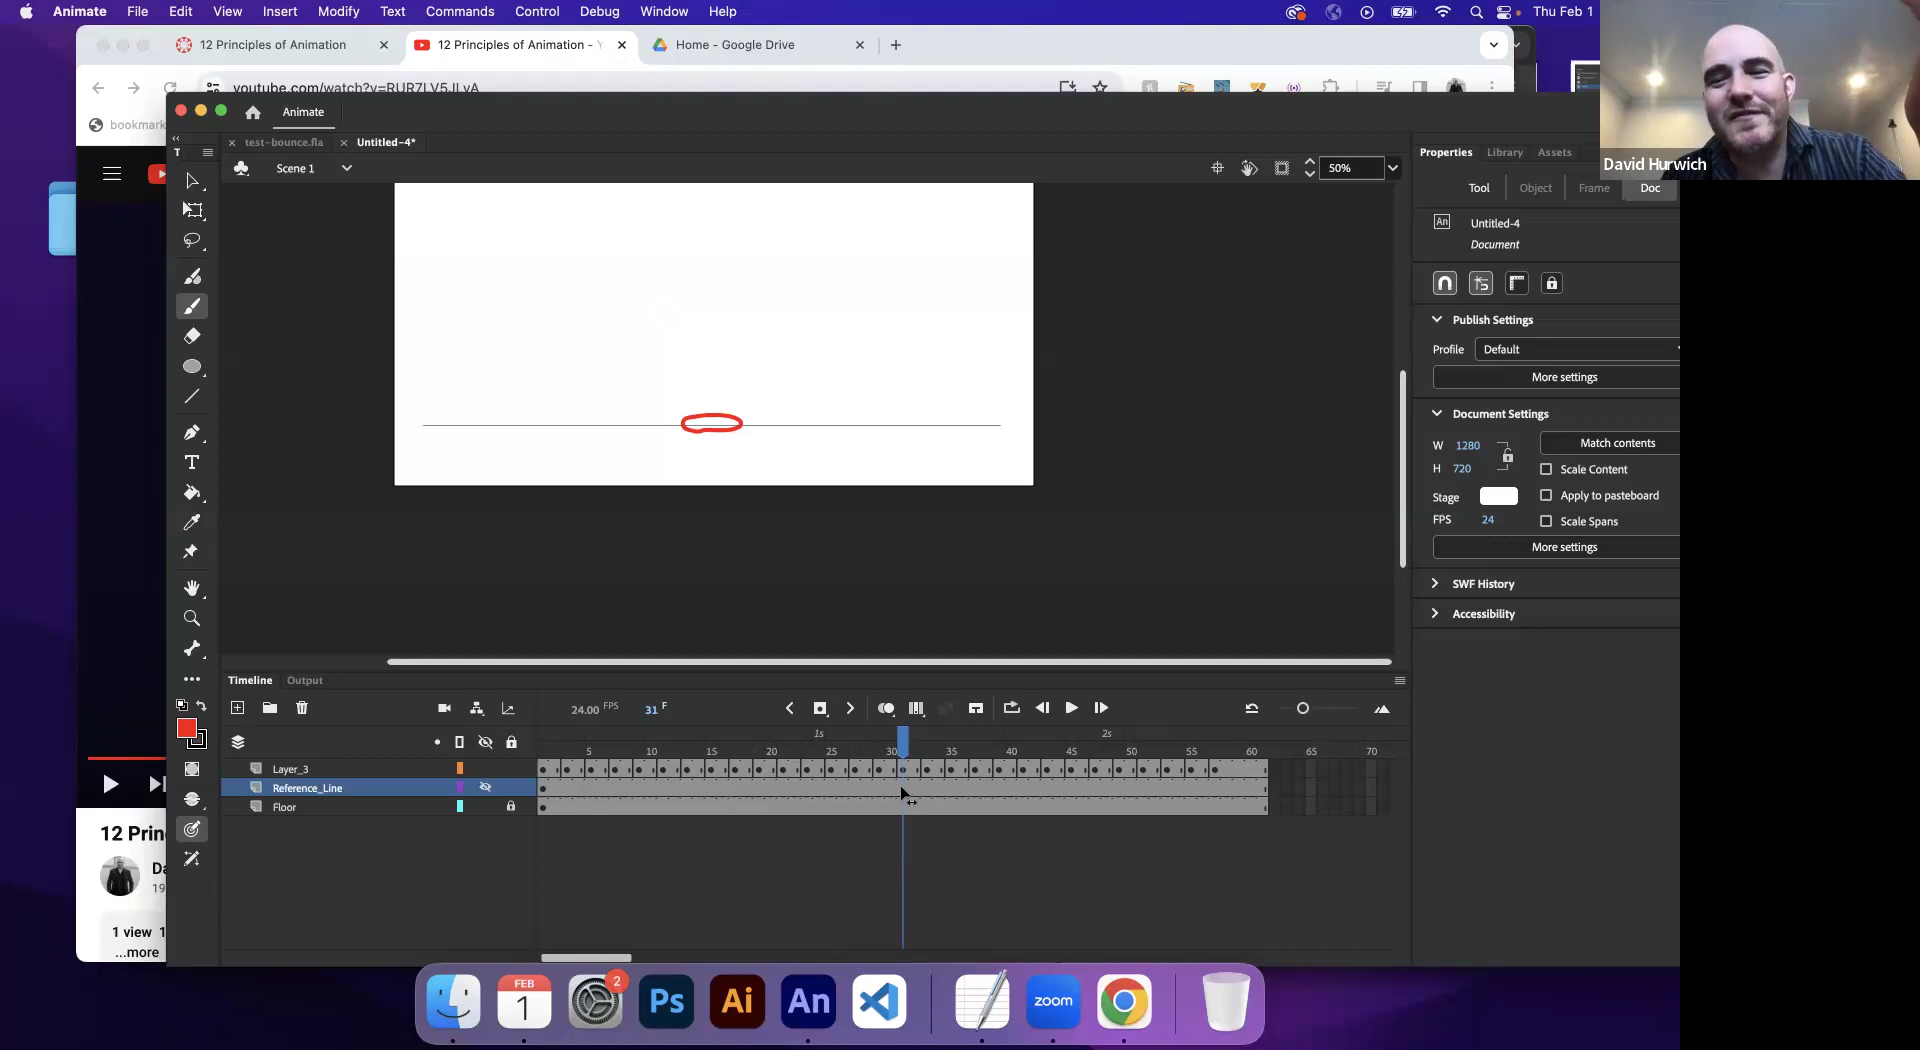 Animate File Edit View Insert Modify Text Commands Control Debug Window Help Thu Feb 1
12 Principles of Animation 12 Principles of Animation - Y Home - Google Drive
youtube.com/watch?v=RUR7LV5JLvA
bookmark
Animate
test-bounce.fla Untitled-4*
Scene 1 50%
David Hurwich
Properties Library Assets
Tool Object Frame Doc
An Untitled-4
Document
Publish Settings
Profile Default
More settings
Document Settings
W 1280 Match contents
H 720 Scale Content
Stage Apply to pasteboard
FPS 24 Scale Spans
More settings
SWF History
Accessibility
Timeline Output
24.00 FPS 31 F
1s 2s
5 10 15 20 25 30 35 40 45 50 55 60 65 70
Layer_3
Reference_Line
Floor
12 Prin
Da
19
1 view 1
...more
FEB
1
2
Ps
Ai
An
zoom